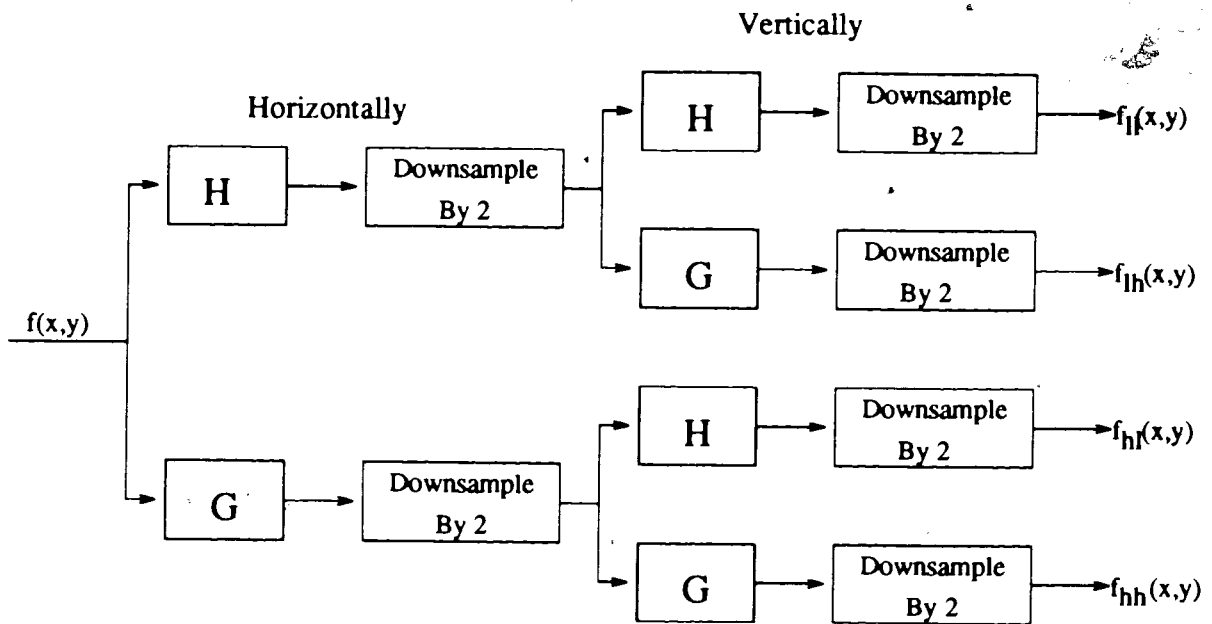 Vertically
Horizontally
H
Downsample
By 2
f_ll(x,y)
H
Downsample
By 2
G
Downsample
By 2
f_lh(x,y)
f(x,y)
H
Downsample
By 2
f_hl(x,y)
G
Downsample
By 2
G
Downsample
By 2
f_hh(x,y)